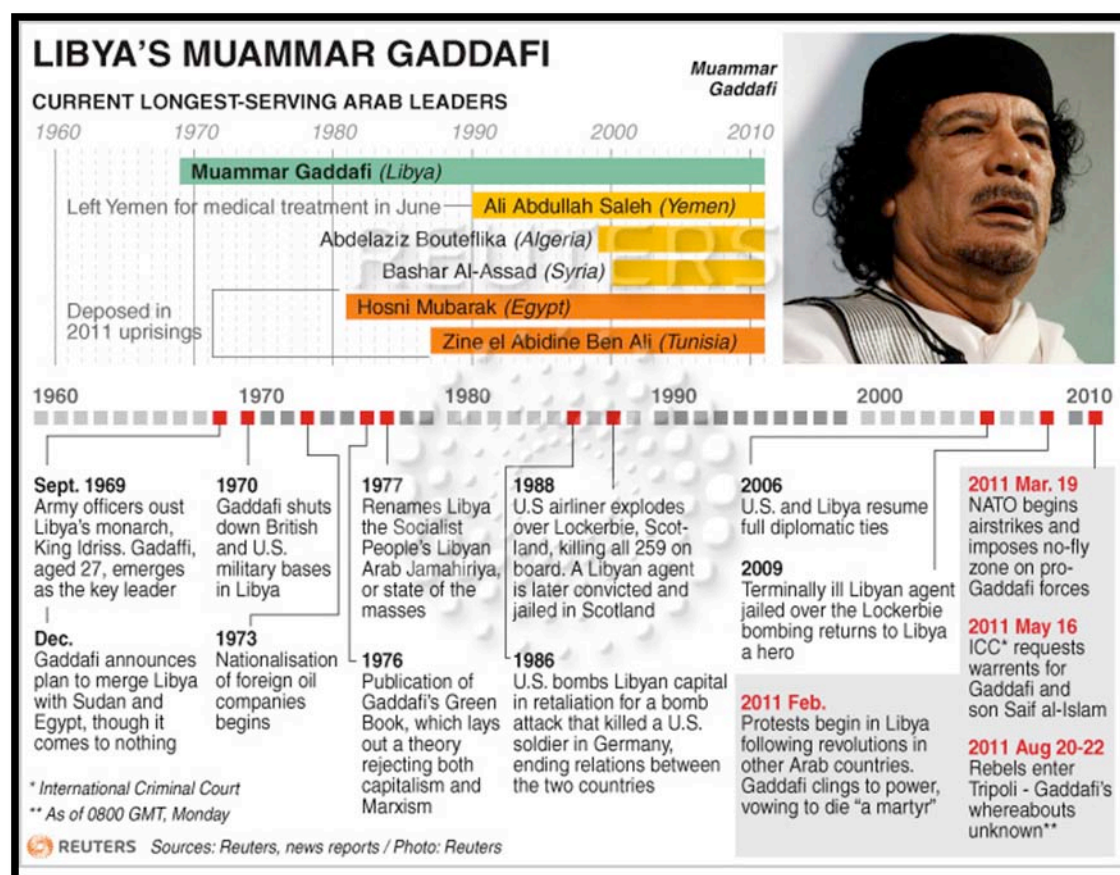 LIBYA'S MUAMMAR GADDAFI
Muammar
Gaddafi
CURRENT LONGEST-SERVING ARAB LEADERS
1960 1970 1980 1990 2000 2010
Muammar Gaddafi (Libya)
Left Yemen for medical treatment in June
Ali Abdullah Saleh (Yemen)
Abdelaziz Bouteflika (Algeria)
Bashar Al-Assad (Syria)
Deposed in
2011 uprisings
Hosni Mubarak (Egypt)
Zine el Abidine Ben Ali (Tunisia)
REUTERS
1960 1970 1980 1990 2000 2010
Sept. 1969
Army officers oust
Libya's monarch,
King Idriss. Gadaffi,
aged 27, emerges
as the key leader
Dec.
Gaddafi announces
plan to merge Libya
with Sudan and
Egypt, though it
comes to nothing
1970
Gaddafi shuts
down British
and U.S.
military bases
in Libya
1973
Nationalisation
of foreign oil
companies
begins
1977
Renames Libya
the Socialist
People's Libyan
Arab Jamahiriya,
or state of the
masses
1976
Publication of
Gaddafi's Green
Book, which lays
out a theory
rejecting both
capitalism and
Marxism
1988
U.S airliner explodes
over Lockerbie, Scot-
land, killing all 259 on
board. A Libyan agent
is later convicted and
jailed in Scotland
1986
U.S. bombs Libyan capital
in retaliation for a bomb
attack that killed a U.S.
soldier in Germany,
ending relations between
the two countries
2006
U.S. and Libya resume
full diplomatic ties
2009
Terminally ill Libyan agent
jailed over the Lockerbie
bombing returns to Libya
a hero
2011 Feb.
Protests begin in Libya
following revolutions in
other Arab countries.
Gaddafi clings to power,
vowing to die "a martyr"
2011 Mar. 19
NATO begins
airstrikes and
imposes no-fly
zone on pro-
Gaddafi forces
2011 May 16
ICC* requests
warrents for
Gaddafi and
son Saif al-Islam
2011 Aug 20-22
Rebels enter
Tripoli - Gaddafi's
whereabouts
unknown**
* International Criminal Court
** As of 0800 GMT, Monday
REUTERS Sources: Reuters, news reports / Photo: Reuters